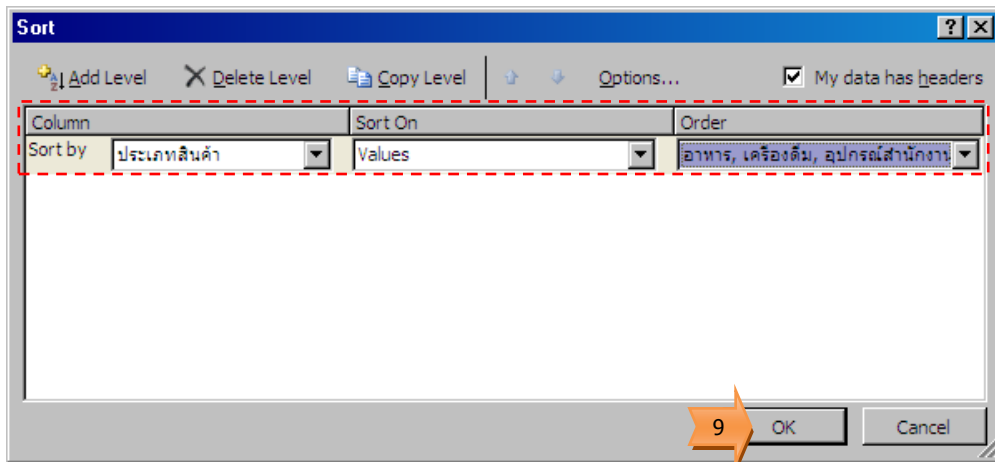 Sort
Add Level Delete Level Copy Level Options... My data has headers
Column Sort On Order
Sort by ประเภทสินค้า Values อาหาร, เครื่องดื่ม, อุปกรณ์สำนักงาน
9 OK Cancel